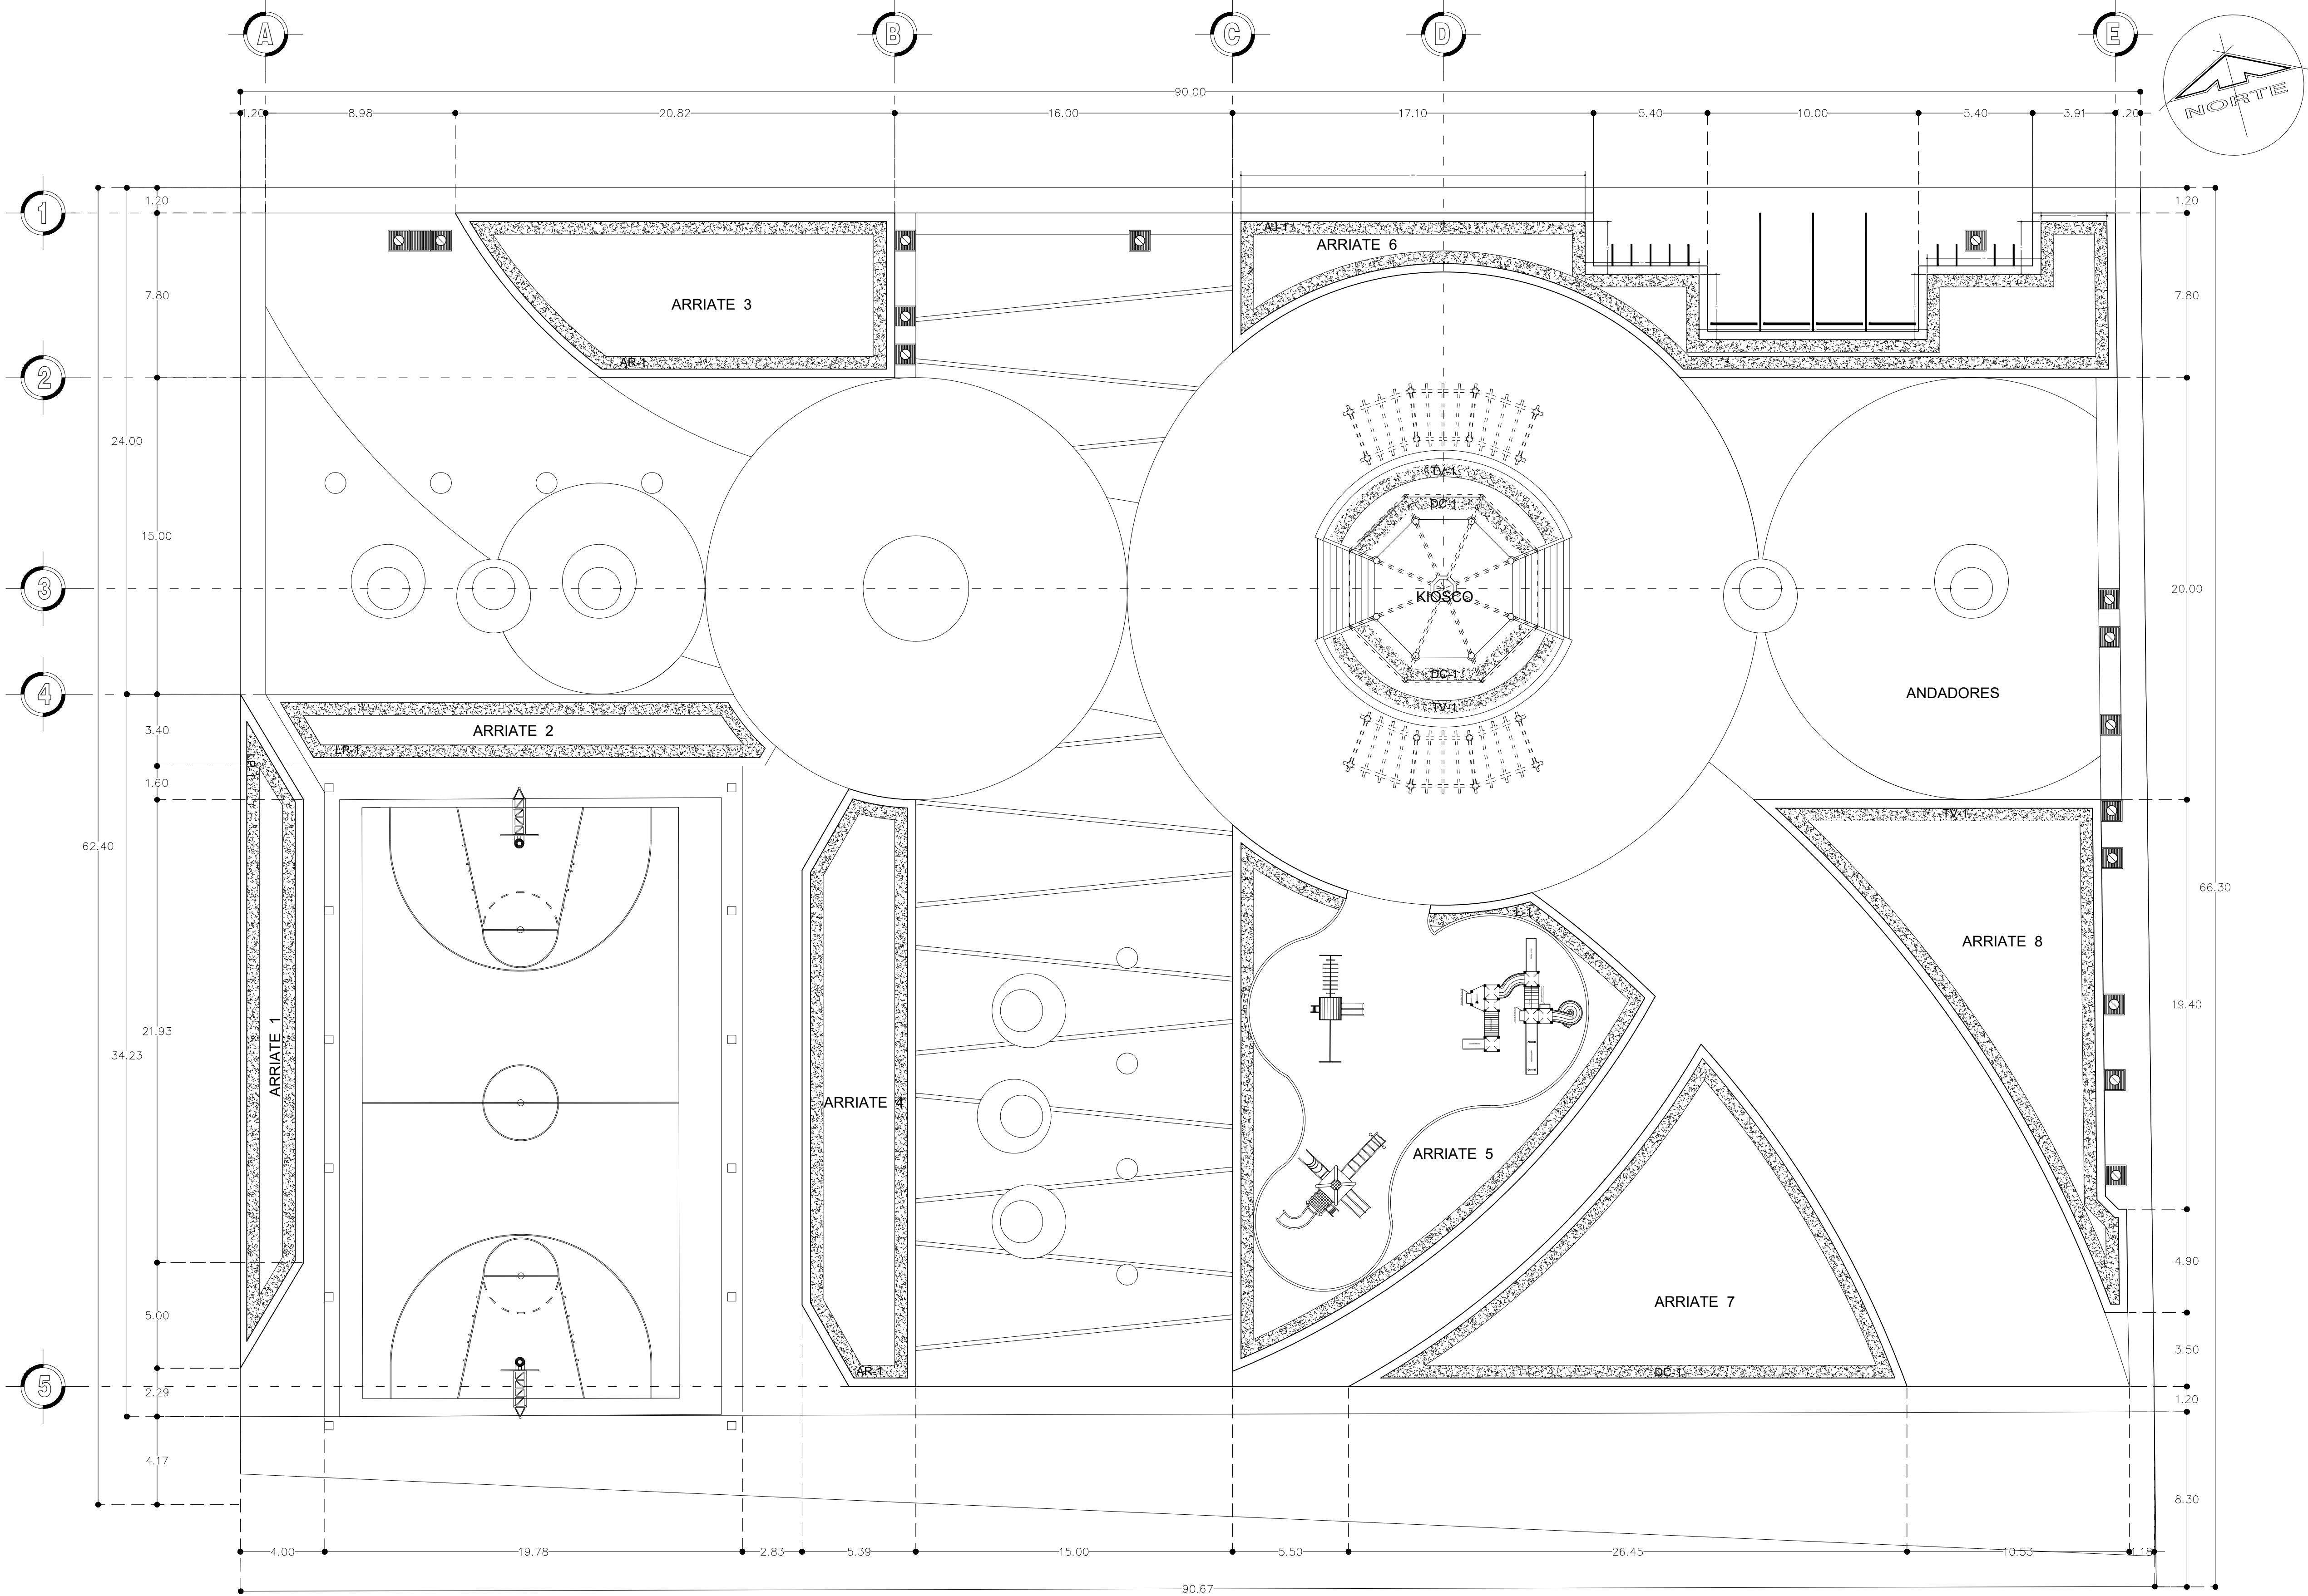 A B C D E
NORTE
90.00
1.20 8.98 20.82 16.00 17.10 5.40 10.00 5.40 3.91 1.20
1
1.20
1.20
AJ-1
ARRIATE 6
7.80
7.80
ARRIATE 3
AR-1
2
24.00
TV-1
DC-1
15.00
3
20.00
KIOSCO
DC-1
4
ANDADORES
TV-1
3.40
ARRIATE 2
LP-1
LP-1
1.60
TV-1
62.40
66.30
L-1
ARRIATE 8
19.40
21.93
34.23
ARRIATE 1
ARRIATE 4
ARRIATE 5
4.90
ARRIATE 7
5.00
3.50
AR-1
DC-1
5
2.29
1.20
4.17
8.30
4.00 19.78 2.83 5.39 15.00 5.50 26.45 10.53 1.18
90.67